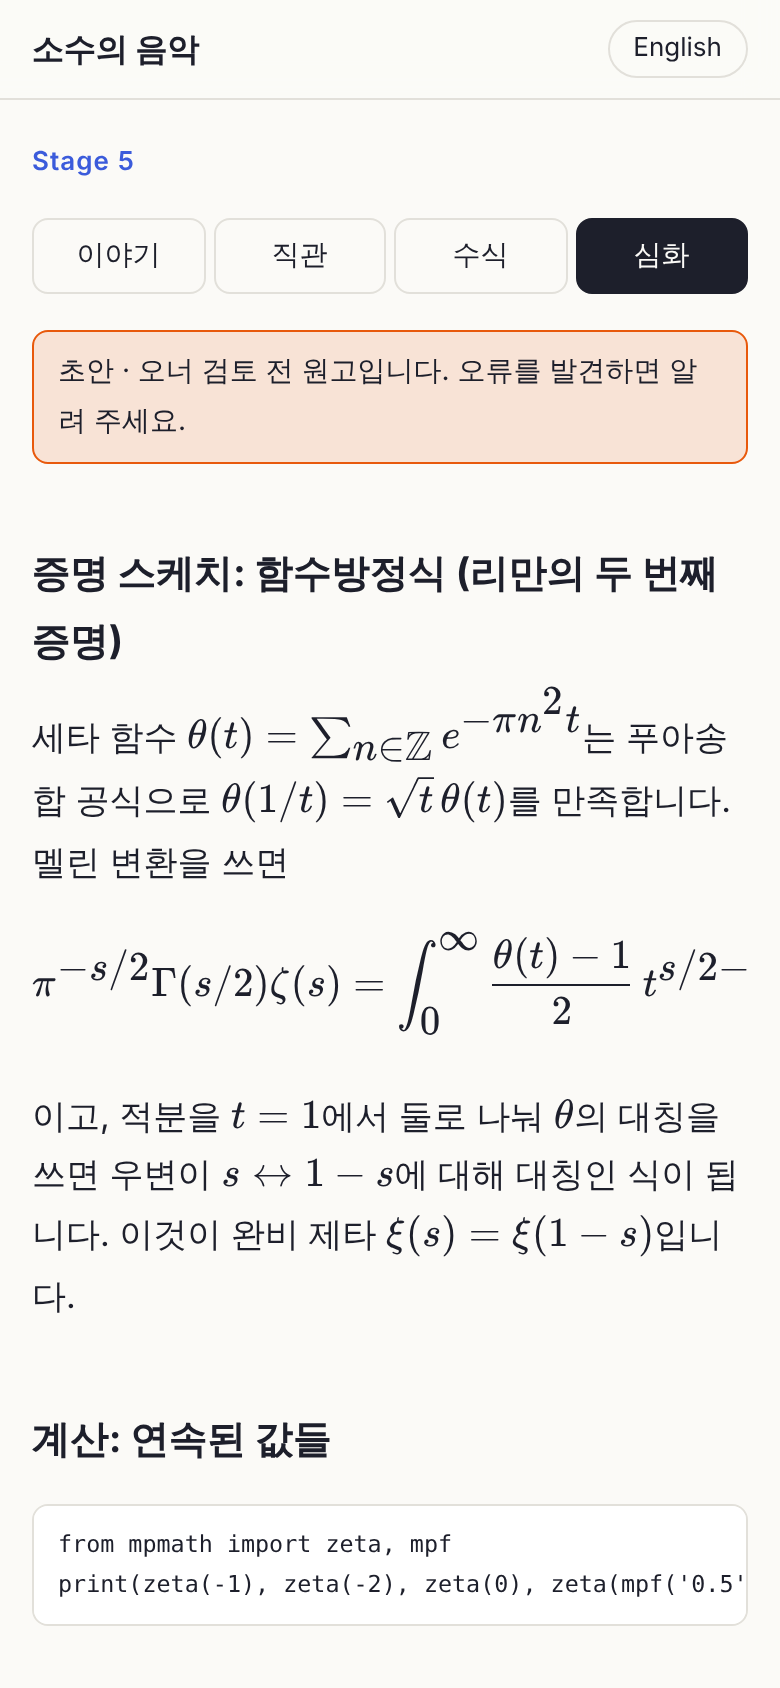 소수의 음악
English
Stage 5
이야기
직관
수식
심화
초안 · 오너 검토 전 원고입니다. 오류를 발견하면 알
려 주세요.
증명 스케치: 함수방정식 (리만의 두 번째
증명)
세타 함수 θ(t) = ∑_{n∈ℤ} e^{−πn²t}는 푸아송
합 공식으로 θ(1/t) = √t θ(t)를 만족합니다.
멜린 변환을 쓰면
π^{−s/2}Γ(s/2)ζ(s) = ∫_0^∞ (θ(t) − 1)/2 t^{s/2−
이고, 적분을 t = 1에서 둘로 나눠 θ의 대칭을
쓰면 우변이 s ↔ 1 − s에 대해 대칭인 식이 됩
니다. 이것이 완비 제타 ξ(s) = ξ(1 − s)입니
다.
계산: 연속된 값들
from mpmath import zeta, mpf
print(zeta(-1), zeta(-2), zeta(0), zeta(mpf('0.5'